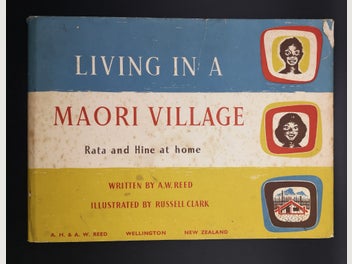 LIVING IN A
MAORI VILLAGE
Rata and Hine at home
WRITTEN BY A.W. REED
ILLUSTRATED BY RUSSELL CLARK
A. H. & A. W. REED WELLINGTON NEW ZEALAND